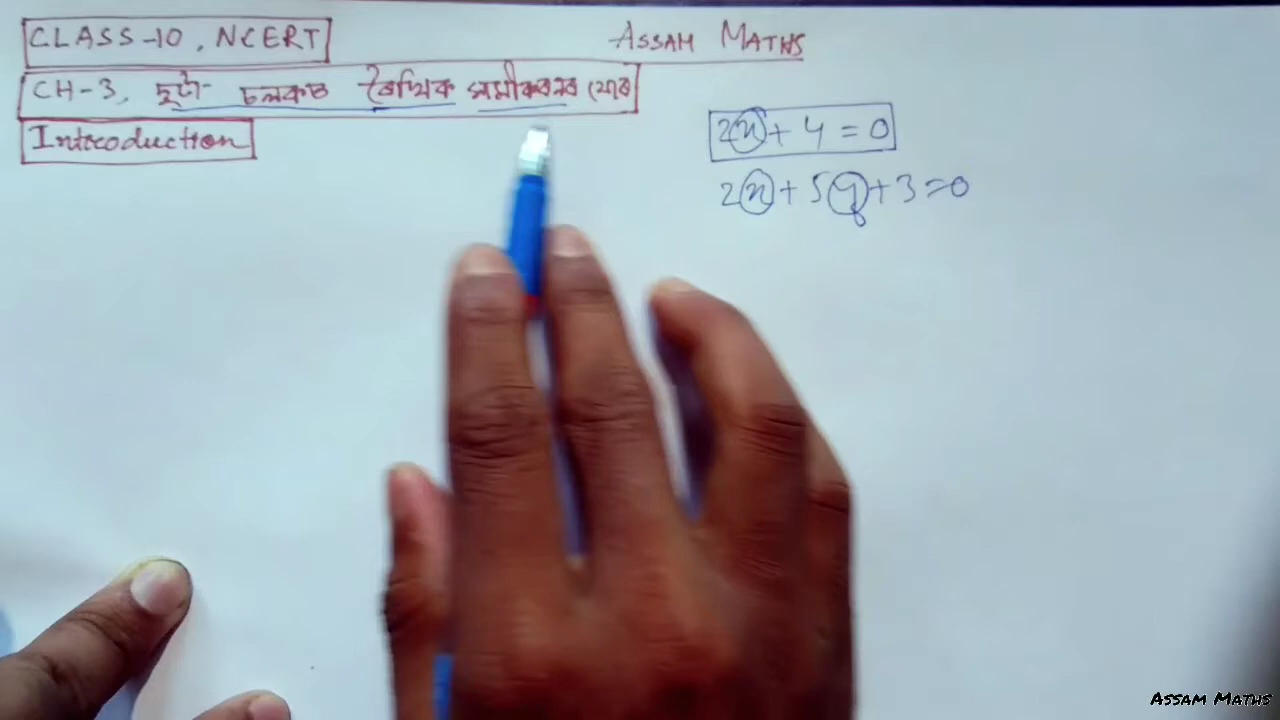 CLASS-10, NCERT
ASSAM MATHS
CH-3, দুটা চলকত ৰৈখিক সমীকৰণৰ যোৰ
Introduction
2x + 4 = 0
2x + 5y + 3 = 0
ASSAM MATHS